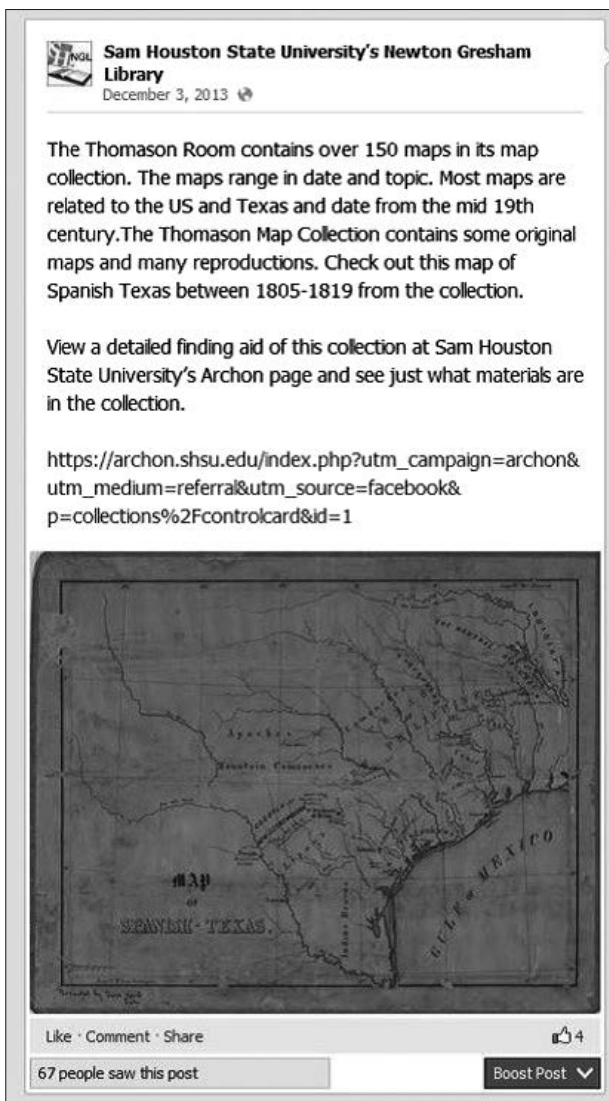 NGL
Sam Houston State University's Newton Gresham
Library
December 3, 2013
The Thomason Room contains over 150 maps in its map
collection. The maps range in date and topic. Most maps are
related to the US and Texas and date from the mid 19th
century.The Thomason Map Collection contains some original
maps and many reproductions. Check out this map of
Spanish Texas between 1805-1819 from the collection.
View a detailed finding aid of this collection at Sam Houston
State University's Archon page and see just what materials are
in the collection.
https://archon.shsu.edu/index.php?utm_campaign=archon&
utm_medium=referral&utm_source=facebook&
p=collections%2Fcontrolcard&id=1
Apaches
Mountain Comanches
MAP
OF
SPANISH-TEXAS.
GULF OF MEXICO
Like · Comment · Share
4
67 people saw this post
Boost Post